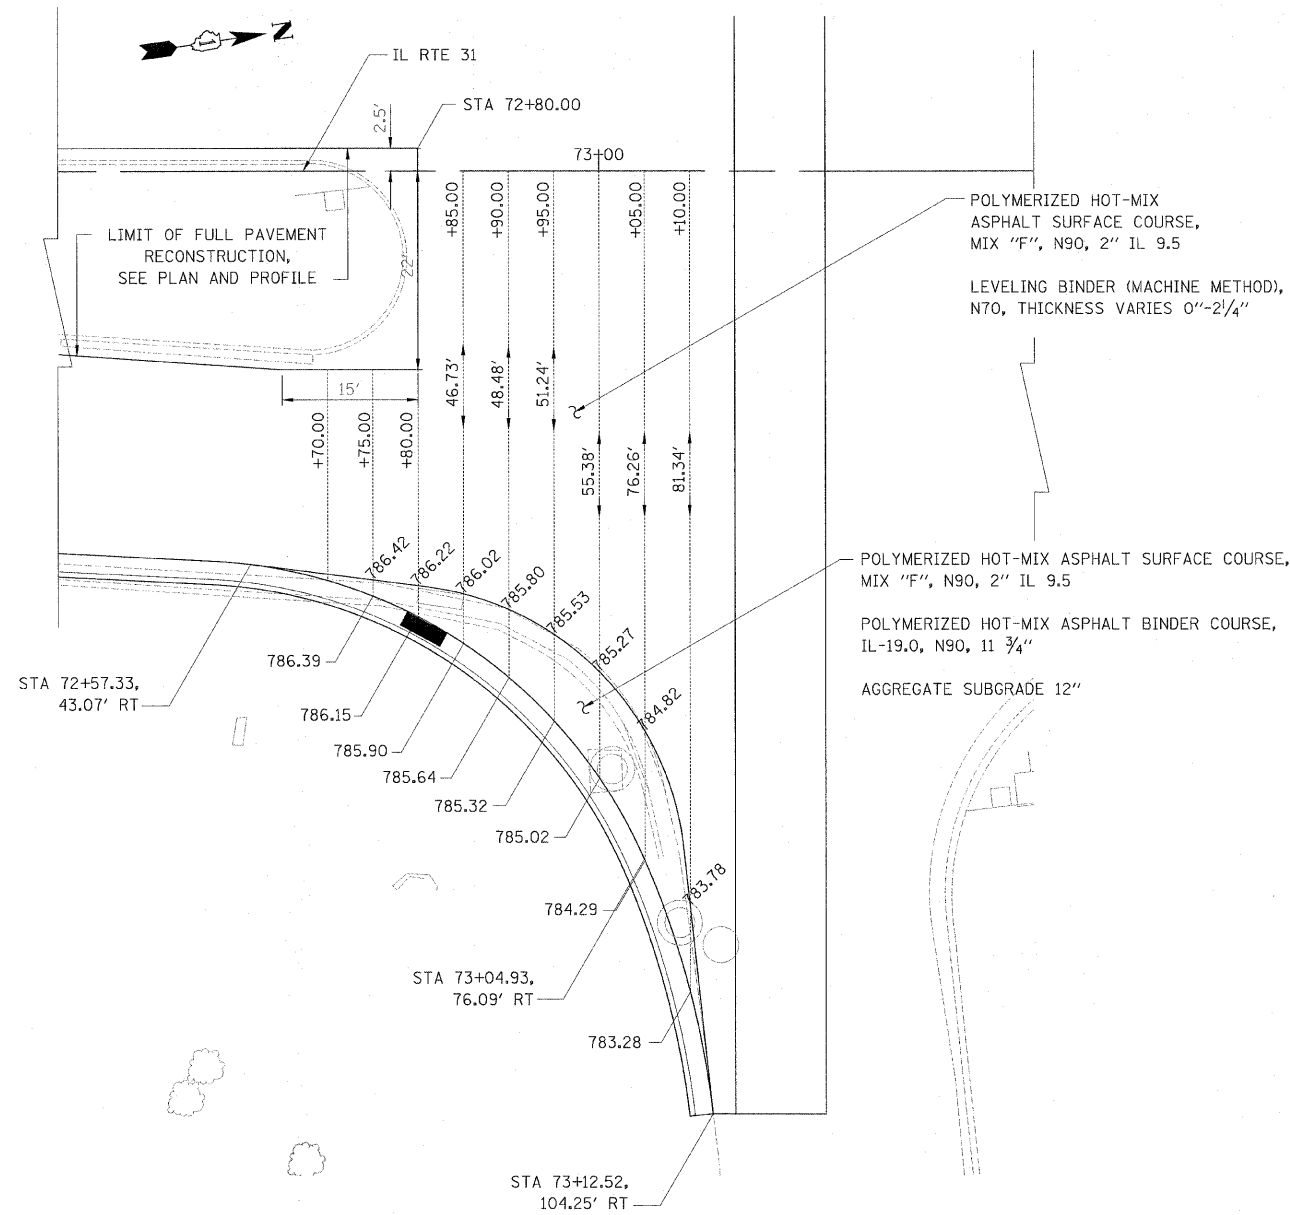 N
IL RTE 31
STA 72+80.00
2.5'
73+00
+85.00
+90.00
+95.00
+05.00
+10.00
POLYMERIZED HOT-MIX
ASPHALT SURFACE COURSE,
MIX "F", N90, 2" IL 9.5
LEVELING BINDER (MACHINE METHOD),
N70, THICKNESS VARIES 0"-2 1/4"
LIMIT OF FULL PAVEMENT
RECONSTRUCTION,
SEE PLAN AND PROFILE
22'
15'
46.73'
48.48'
51.24'
55.38'
76.26'
81.34'
+70.00
+75.00
+80.00
786.42
786.22
786.02
785.80
785.53
785.27
784.82
783.78
POLYMERIZED HOT-MIX ASPHALT SURFACE COURSE,
MIX "F", N90, 2" IL 9.5
POLYMERIZED HOT-MIX ASPHALT BINDER COURSE,
IL-19.0, N90, 11 3/4"
AGGREGATE SUBGRADE 12"
STA 72+57.33,
43.07' RT
786.39
786.15
785.90
785.64
785.32
785.02
784.29
STA 73+04.93,
76.09' RT
783.28
STA 73+12.52,
104.25' RT